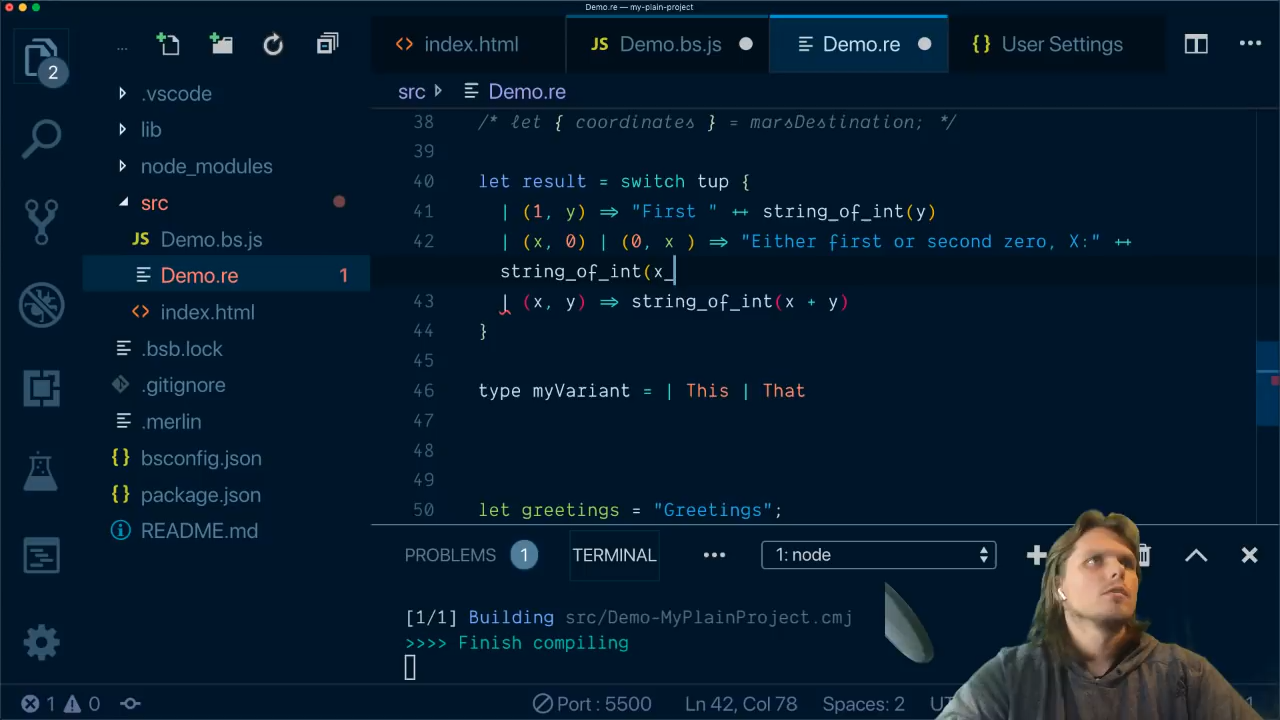 Demo.re — my-plain-project
... index.html JS Demo.bs.js Demo.re {} User Settings ...
2
.vscode
src Demo.re
lib
node_modules
src
JS Demo.bs.js
Demo.re 1
index.html
.bsb.lock
.gitignore
.merlin
{} bsconfig.json
{} package.json
README.md
38 /* let { coordinates } = marsDestination; */
39
40 let result = switch tup {
41 | (1, y) => "First " ++ string_of_int(y)
42 | (x, 0) | (0, x ) => "Either first or second zero, X:" ++
string_of_int(x_
43 | (x, y) => string_of_int(x + y)
44 }
45
46 type myVariant = | This | That
47
48
49
50 let greetings = "Greetings";
PROBLEMS 1 TERMINAL ... 1: node
[1/1] Building src/Demo-MyPlainProject.cmj
>>>> Finish compiling
1 0 Port : 5500 Ln 42, Col 78 Spaces: 2